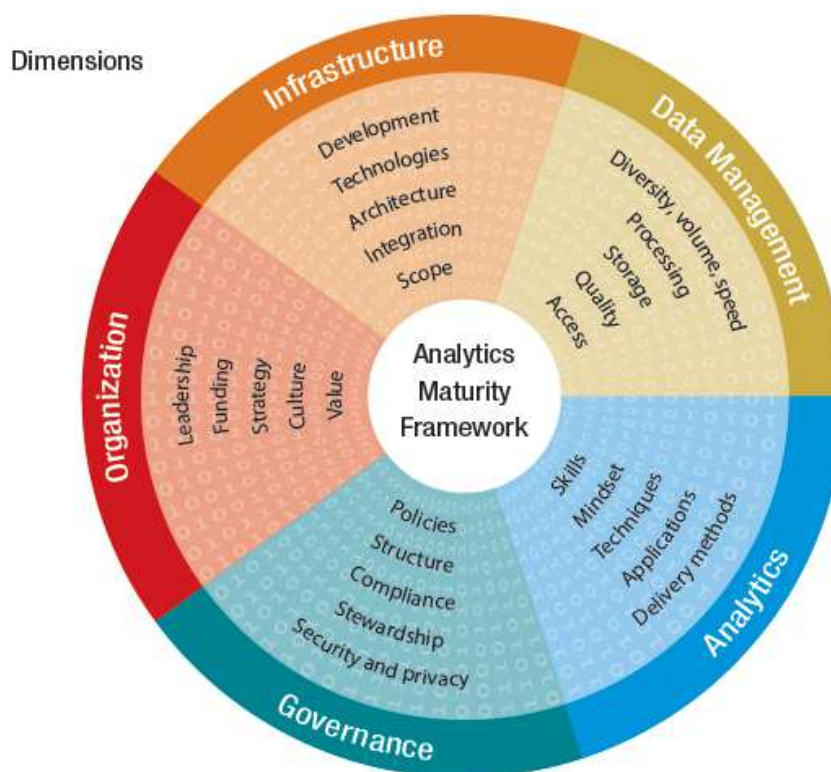 Dimensions
Infrastructure
Development
Technologies
Architecture
Integration
Scope
Data Management
Diversity, volume, speed
Processing
Storage
Quality
Access
Organization
Leadership
Funding
Strategy
Culture
Value
Analytics
Maturity
Framework
Analytics
Skills
Mindset
Techniques
Applications
Delivery methods
Governance
Policies
Structure
Compliance
Stewardship
Security and privacy